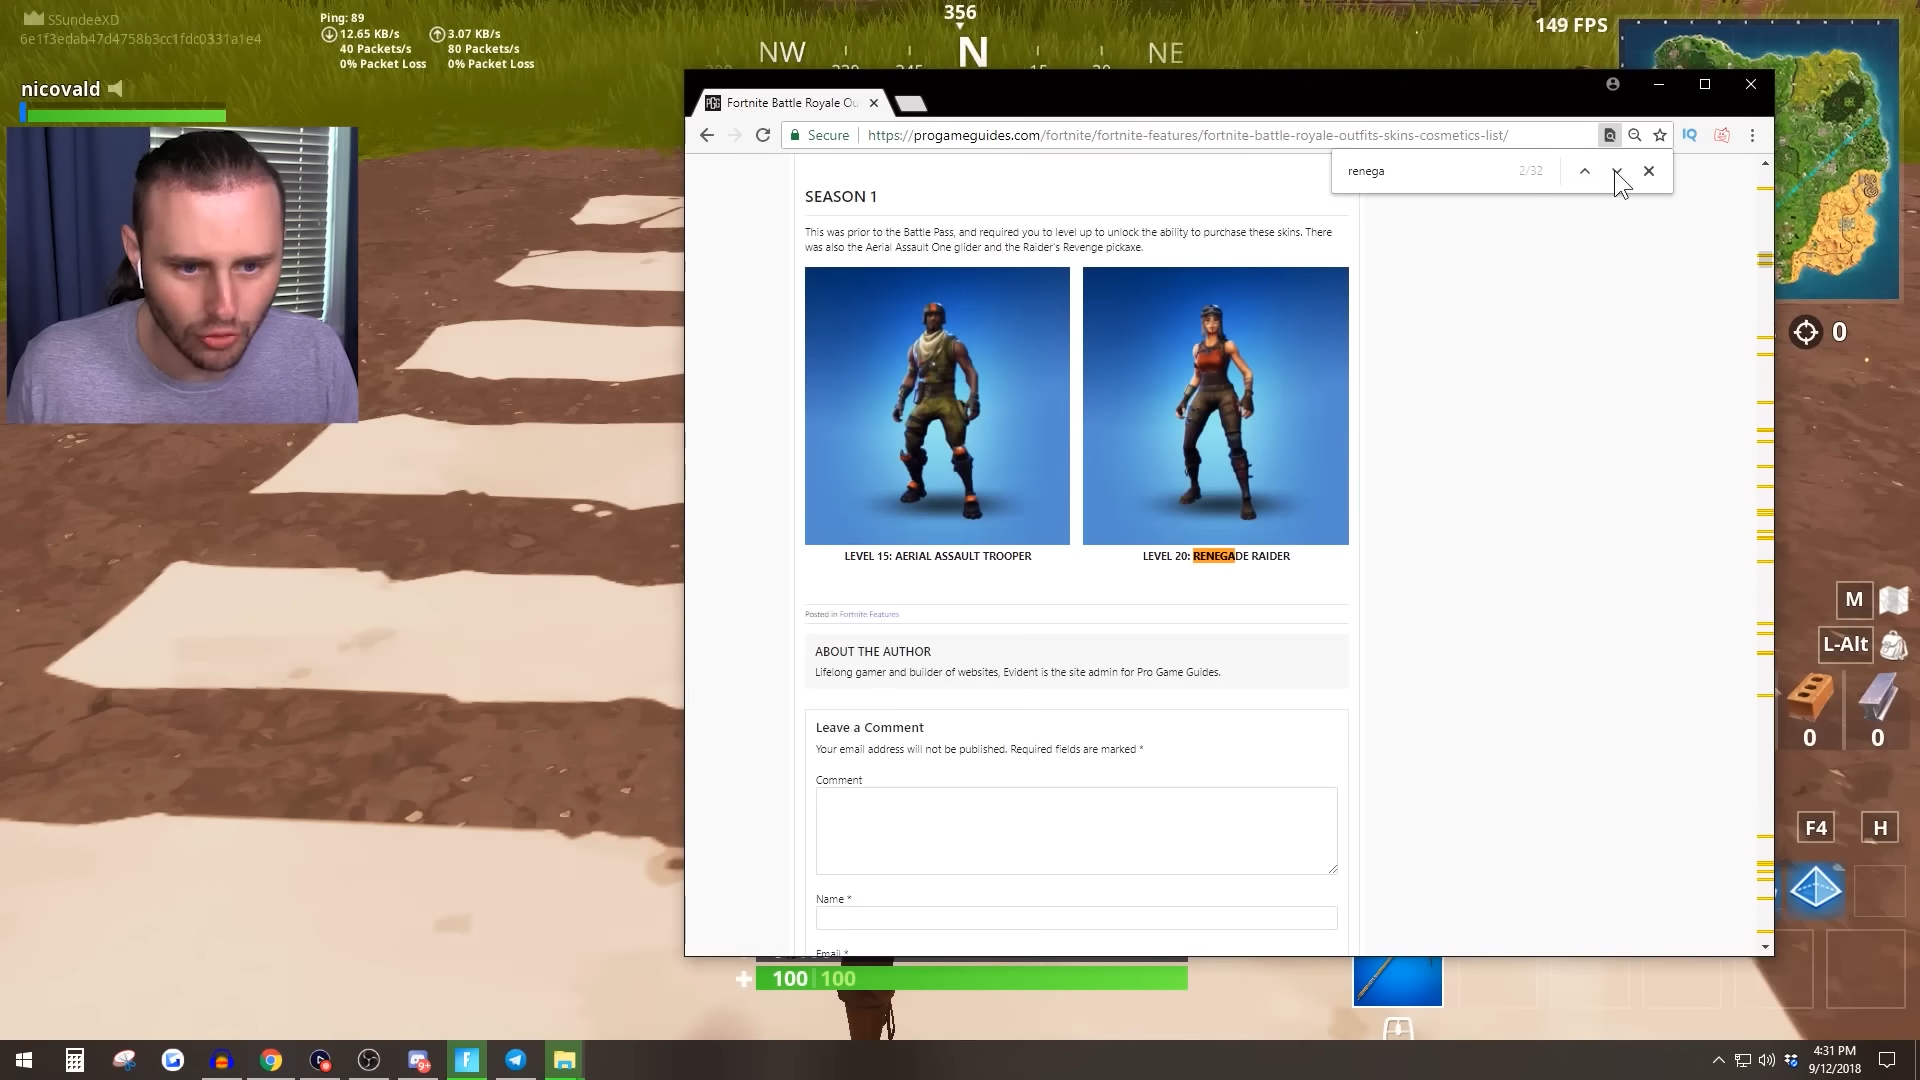 SSundeeXD
6e1f3edab47d4758b3cc1fdc0331a1e4
Ping: 89
12.65 KB/s 3.07 KB/s
40 Packets/s 80 Packets/s
0% Packet Loss 0% Packet Loss
nicovald
356
NW N NE
330 345 15 30
149 FPS
Fortnite Battle Royale Ou
Secure https://progameguides.com/fortnite/fortnite-features/fortnite-battle-royale-outfits-skins-cosmetics-list/
renega 2/32
SEASON 1
This was prior to the Battle Pass, and required you to level up to unlock the ability to purchase these skins. There
was also the Aerial Assault One glider and the Raider's Revenge pickaxe.
LEVEL 15: AERIAL ASSAULT TROOPER
LEVEL 20: RENEGADE RAIDER
Posted in Fortnite Features
ABOUT THE AUTHOR
Lifelong gamer and builder of websites, Evident is the site admin for Pro Game Guides.
Leave a Comment
Your email address will not be published. Required fields are marked *
Comment
Name *
Email *
0
M
L-Alt
0 0
F4 H
100 | 100
4:31 PM
9/12/2018